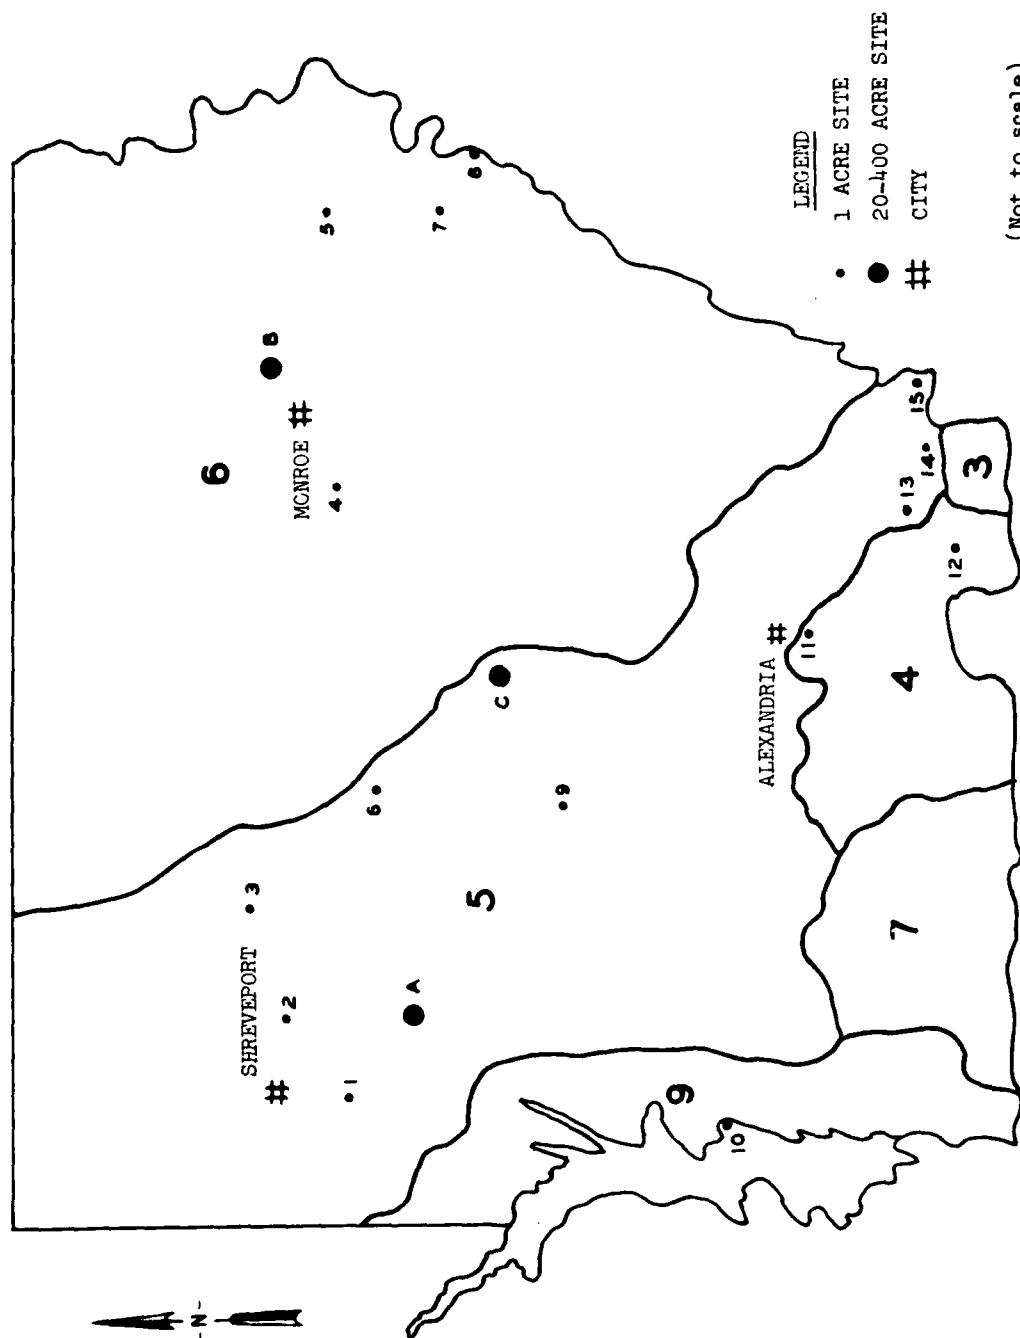 - N -
6
B
MONROE #
5
4
7
8
SHREVEPORT
#
3
2
1
A
6
C
5
9
9
10
ALEXANDRIA #
11
13
14
15
12
4
7
3
LEGEND
1 ACRE SITE
20-400 ACRE SITE
# CITY
(Not to scale)